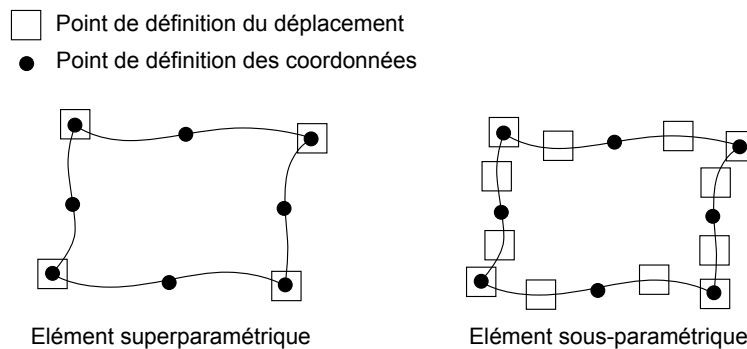 Point de définition du déplacement
Point de définition des coordonnées
Elément superparamétrique
Elément sous-paramétrique